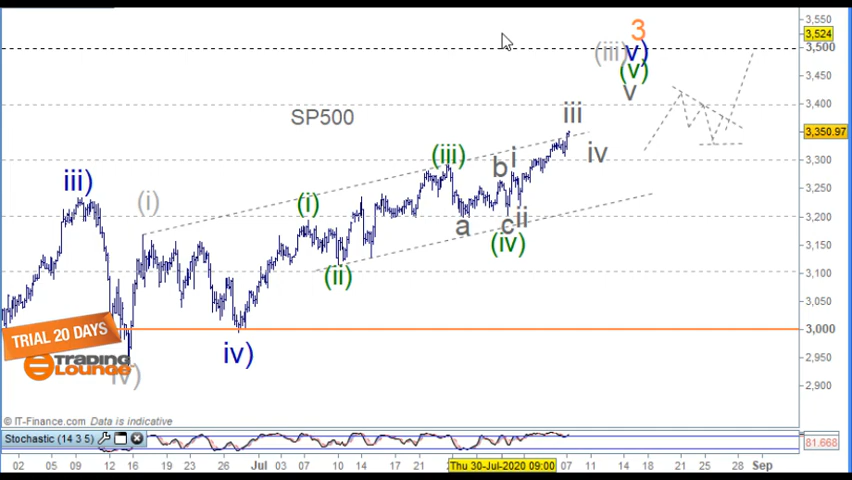 3,550
3,524
3,500
3,450
3,400
3,350.97
3,300
3,250
3,200
3,150
3,100
3,050
3,000
2,950
2,900
3
(iii) v)
(v)
v
SP500
iii
iv
b i
(iii)
iii)
(i)
(i)
a
c ii
(iv)
(ii)
iv)
iv)
TRIAL 20 DAYS
TRADING
LOUNGE
© IT-Finance.com Data is indicative
Stochastic (14 3 5)
81.668
02 05 09 12 16 19 23 26 Jul 03 07 10 14 17 21 Thu 30-Jul-2020 09:00 07 11 14 18 21 25 28 Sep